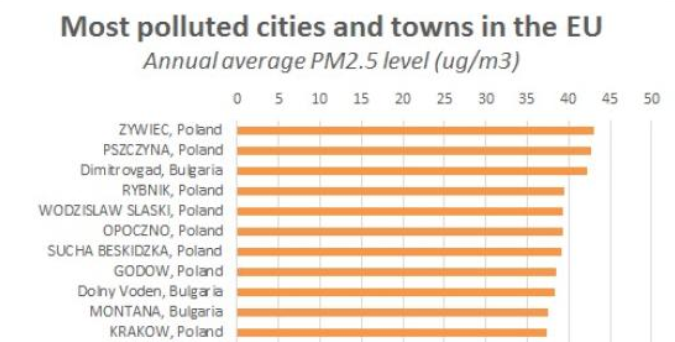 Most polluted cities and towns in the EU
Annual average PM2.5 level (ug/m3)
0 5 10 15 20 25 30 35 40 45 50
ZYWIEC, Poland
PSZCZYNA, Poland
Dimitrovgad, Bulgaria
RYBNIK, Poland
WODZISLAW SLASKI, Poland
OPOCZNO, Poland
SUCHA BESKIDZKA, Poland
GODOW, Poland
Dolny Voden, Bulgaria
MONTANA, Bulgaria
KRAKOW, Poland